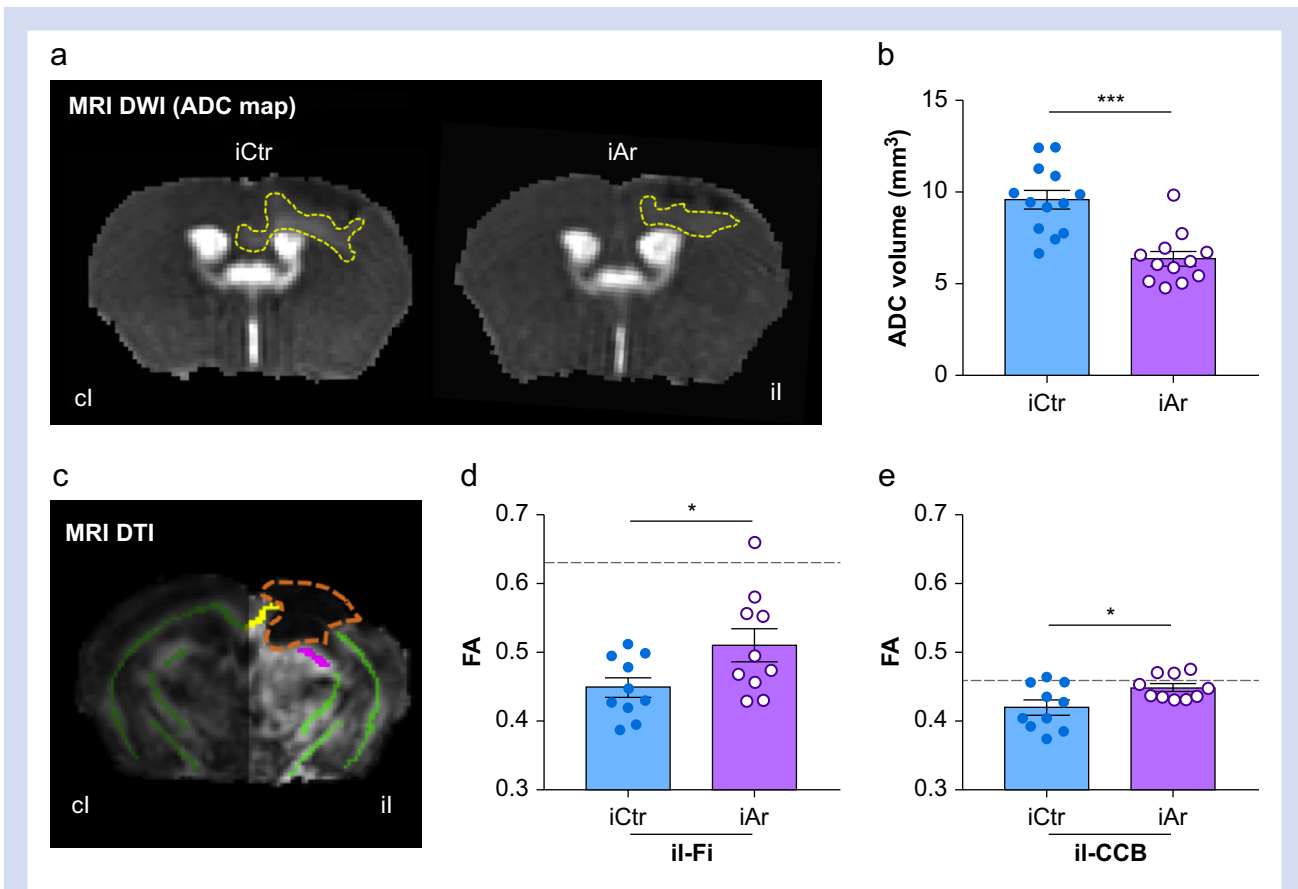 a
MRI DWI (ADC map)
iCtr
iAr
cl
il
b
***
ADC volume (mm³)
15
10
5
0
iCtr
iAr
c
MRI DTI
cl
il
d
*
FA
0.7
0.6
0.5
0.4
0.3
iCtr
iAr
il-Fi
e
*
FA
0.7
0.6
0.5
0.4
0.3
iCtr
iAr
il-CCB